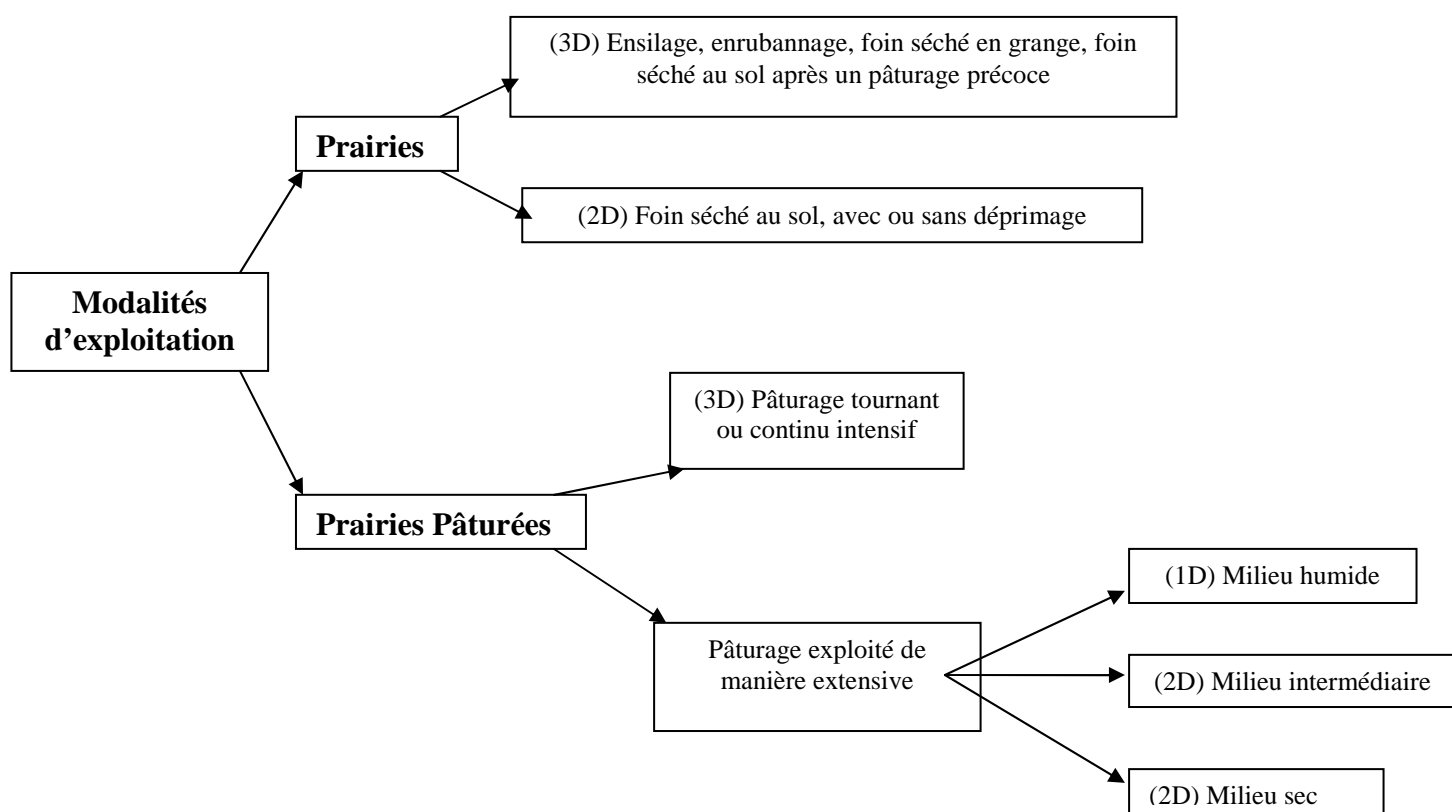 (3D) Ensilage, enrubannage, foin séché en grange, foin
séché au sol après un pâturage précoce
Prairies
(2D) Foin séché au sol, avec ou sans déprimage
Modalités
d’exploitation
(3D) Pâturage tournant
ou continu intensif
Prairies Pâturées
(1D) Milieu humide
Pâturage exploité de
manière extensive
(2D) Milieu intermédiaire
(2D) Milieu sec